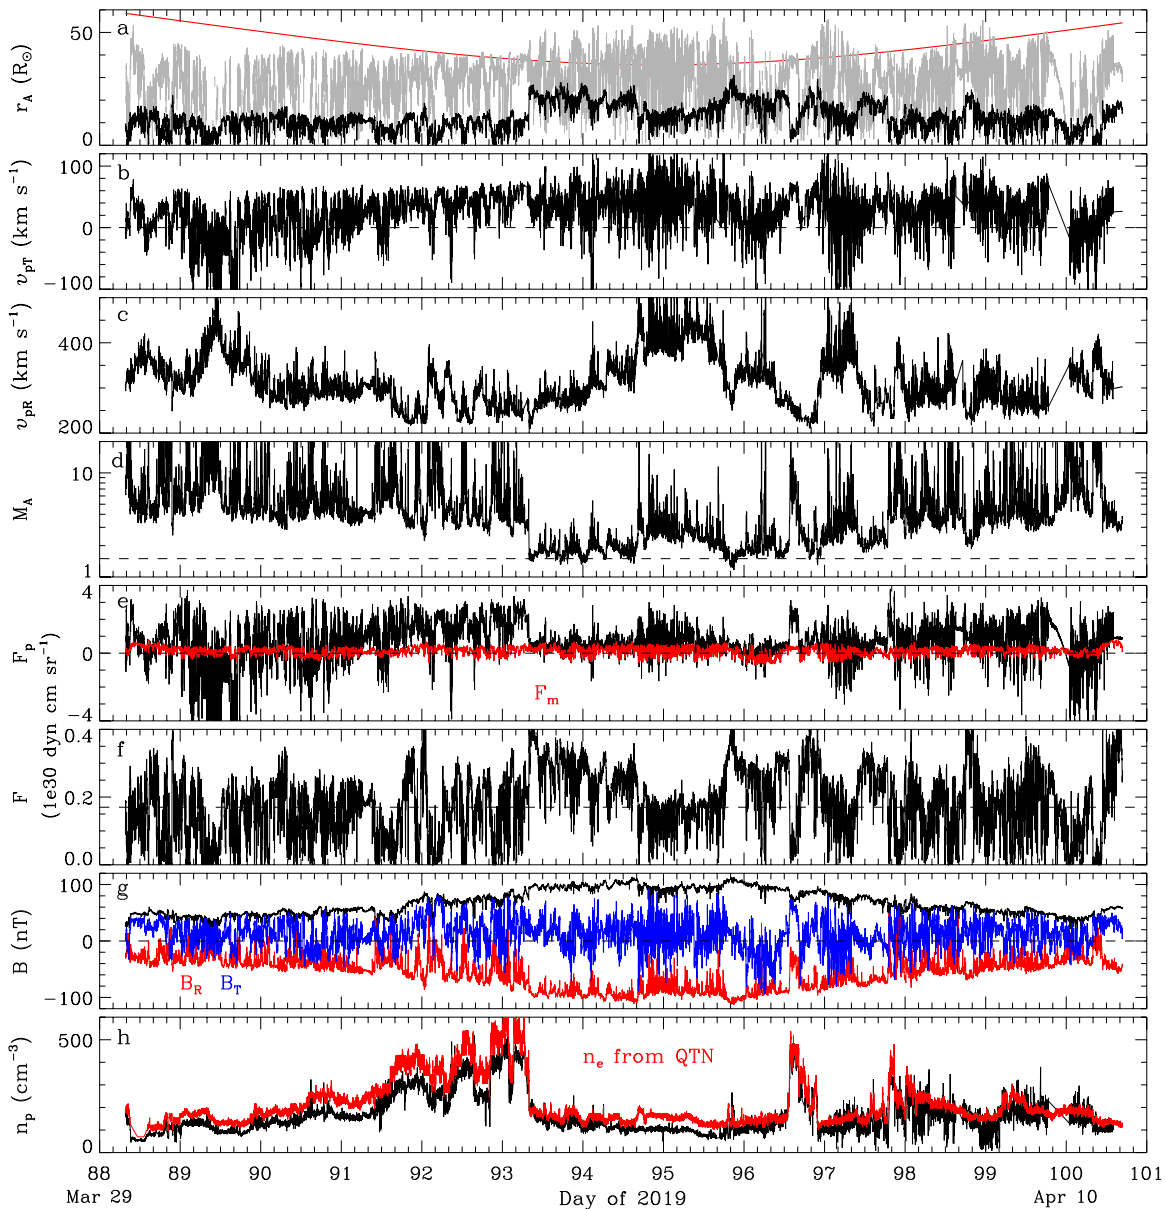 a
r_A (R_⊙)
50
0
b
v_pT (km s⁻¹)
100
0
−100
c
v_pR (km s⁻¹)
400
200
d
M_A
10
1
e
F_p
4
0
−4
F_m
f
F
(1e30 dyn cm sr⁻¹)
0.4
0.2
0.0
g
B (nT)
100
0
−100
B_R B_T
h
n_p (cm⁻³)
500
0
n_e from QTN
88 89 90 91 92 93 94 95 96 97 98 99 100 101
Mar 29 Day of 2019 Apr 10